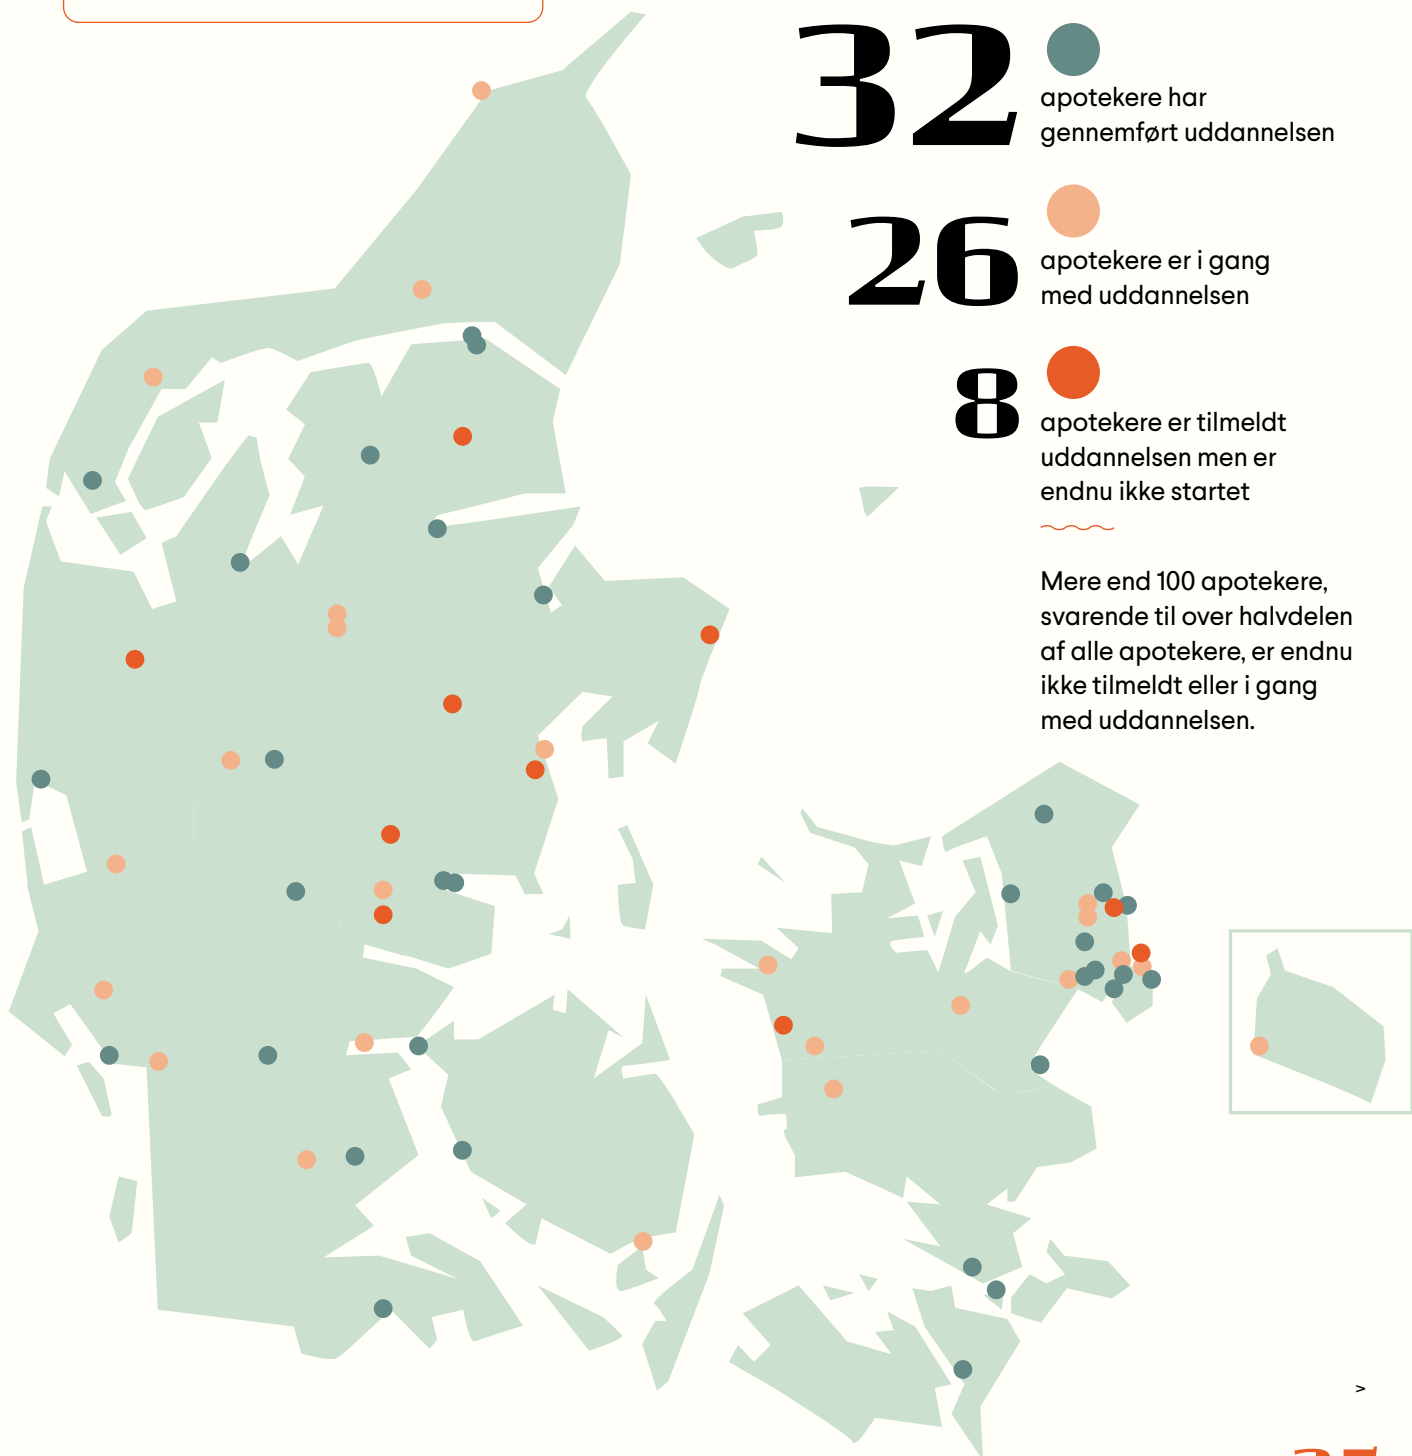 32
apotekere har
gennemført uddannelsen
26
apotekere er i gang
med uddannelsen
8
apotekere er tilmeldt
uddannelsen men er
endnu ikke startet
Mere end 100 apotekere,
svarende til over halvdelen
af alle apotekere, er endnu
ikke tilmeldt eller i gang
med uddannelsen.
>